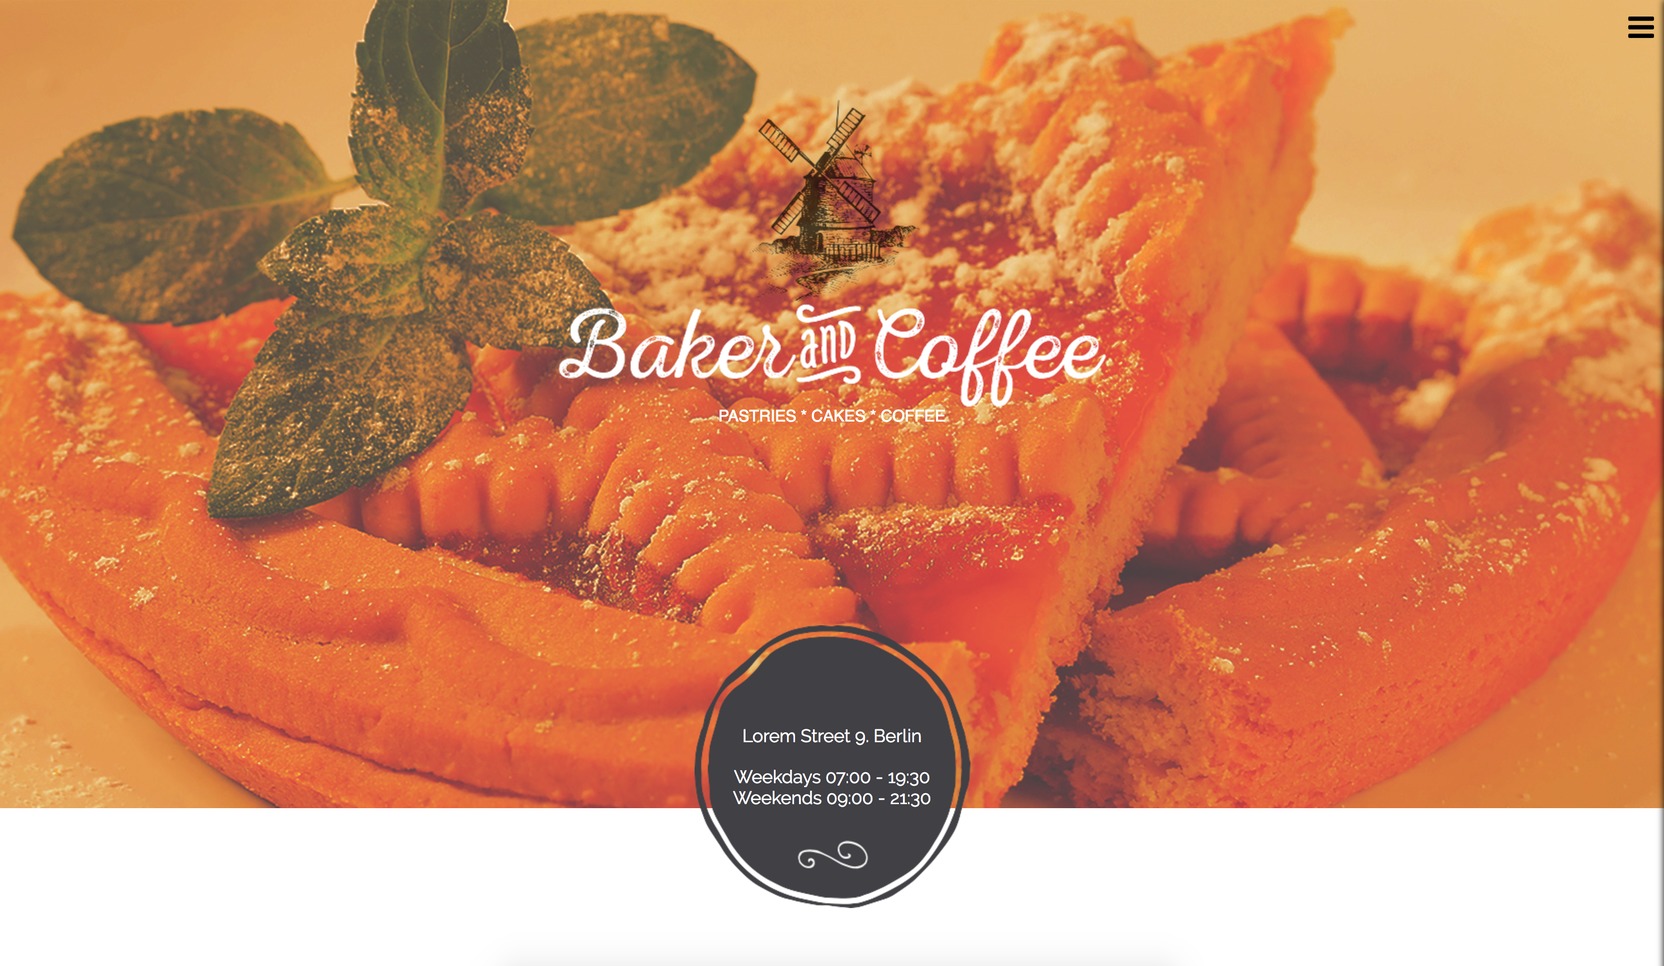 Baker and Coffee
PASTRIES * CAKES * COFFEE
Lorem Street 9. Berlin
Weekdays 07:00 - 19:30
Weekends 09:00 - 21:30